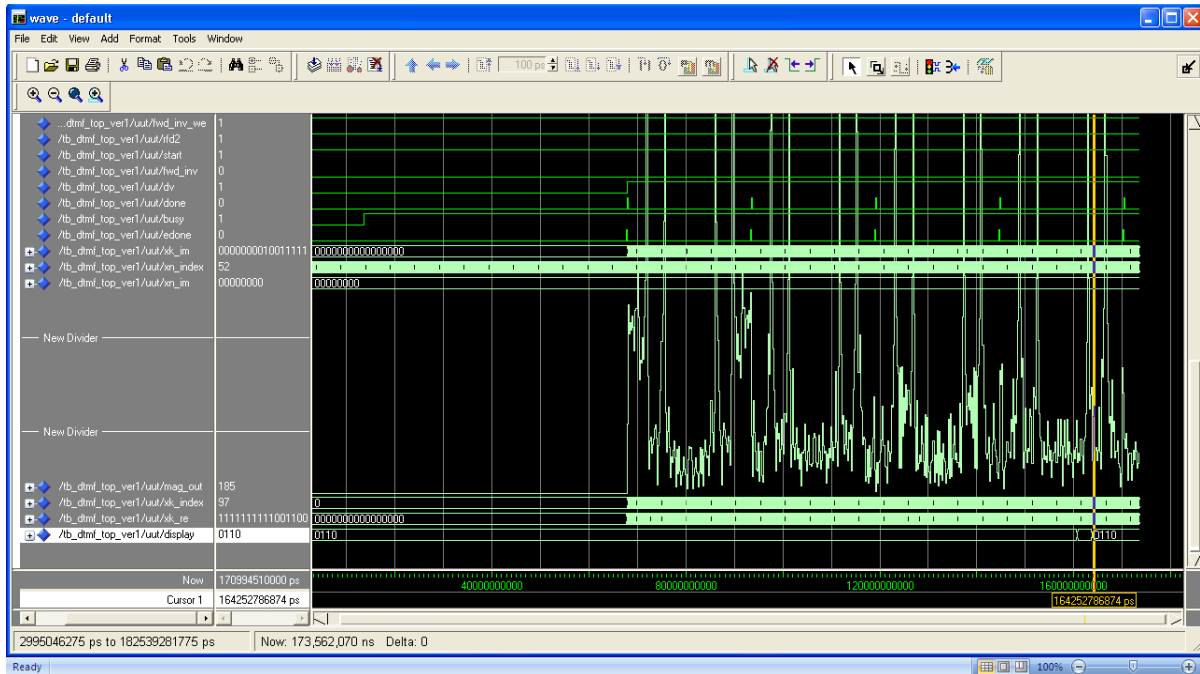 wave - default
File Edit View Add Format Tools Window
100 ps
...dtmf_top_ver1/uut/fwd_inv_we 1
/tb_dtmf_top_ver1/uut/rfd2 1
/tb_dtmf_top_ver1/uut/start 1
/tb_dtmf_top_ver1/uut/fwd_inv 0
/tb_dtmf_top_ver1/uut/dv 1
/tb_dtmf_top_ver1/uut/done 0
/tb_dtmf_top_ver1/uut/busy 1
/tb_dtmf_top_ver1/uut/edone 0
/tb_dtmf_top_ver1/uut/xk_im 0000000010011111 0000000000000000
/tb_dtmf_top_ver1/uut/xn_index 52
/tb_dtmf_top_ver1/uut/xn_im 00000000 00000000
New Divider
New Divider
/tb_dtmf_top_ver1/uut/mag_out 185
/tb_dtmf_top_ver1/uut/xk_index 97 0
/tb_dtmf_top_ver1/uut/xk_re 1111111111001100 0000000000000000
/tb_dtmf_top_ver1/uut/display 0110 0110 0110
Now 170994510000 ps 40000000000 80000000000 120000000000 160000000000
Cursor 1 164252786874 ps 164252786874 ps
2995046275 ps to 182539281775 ps Now: 173,562,070 ns Delta: 0
Ready 100%